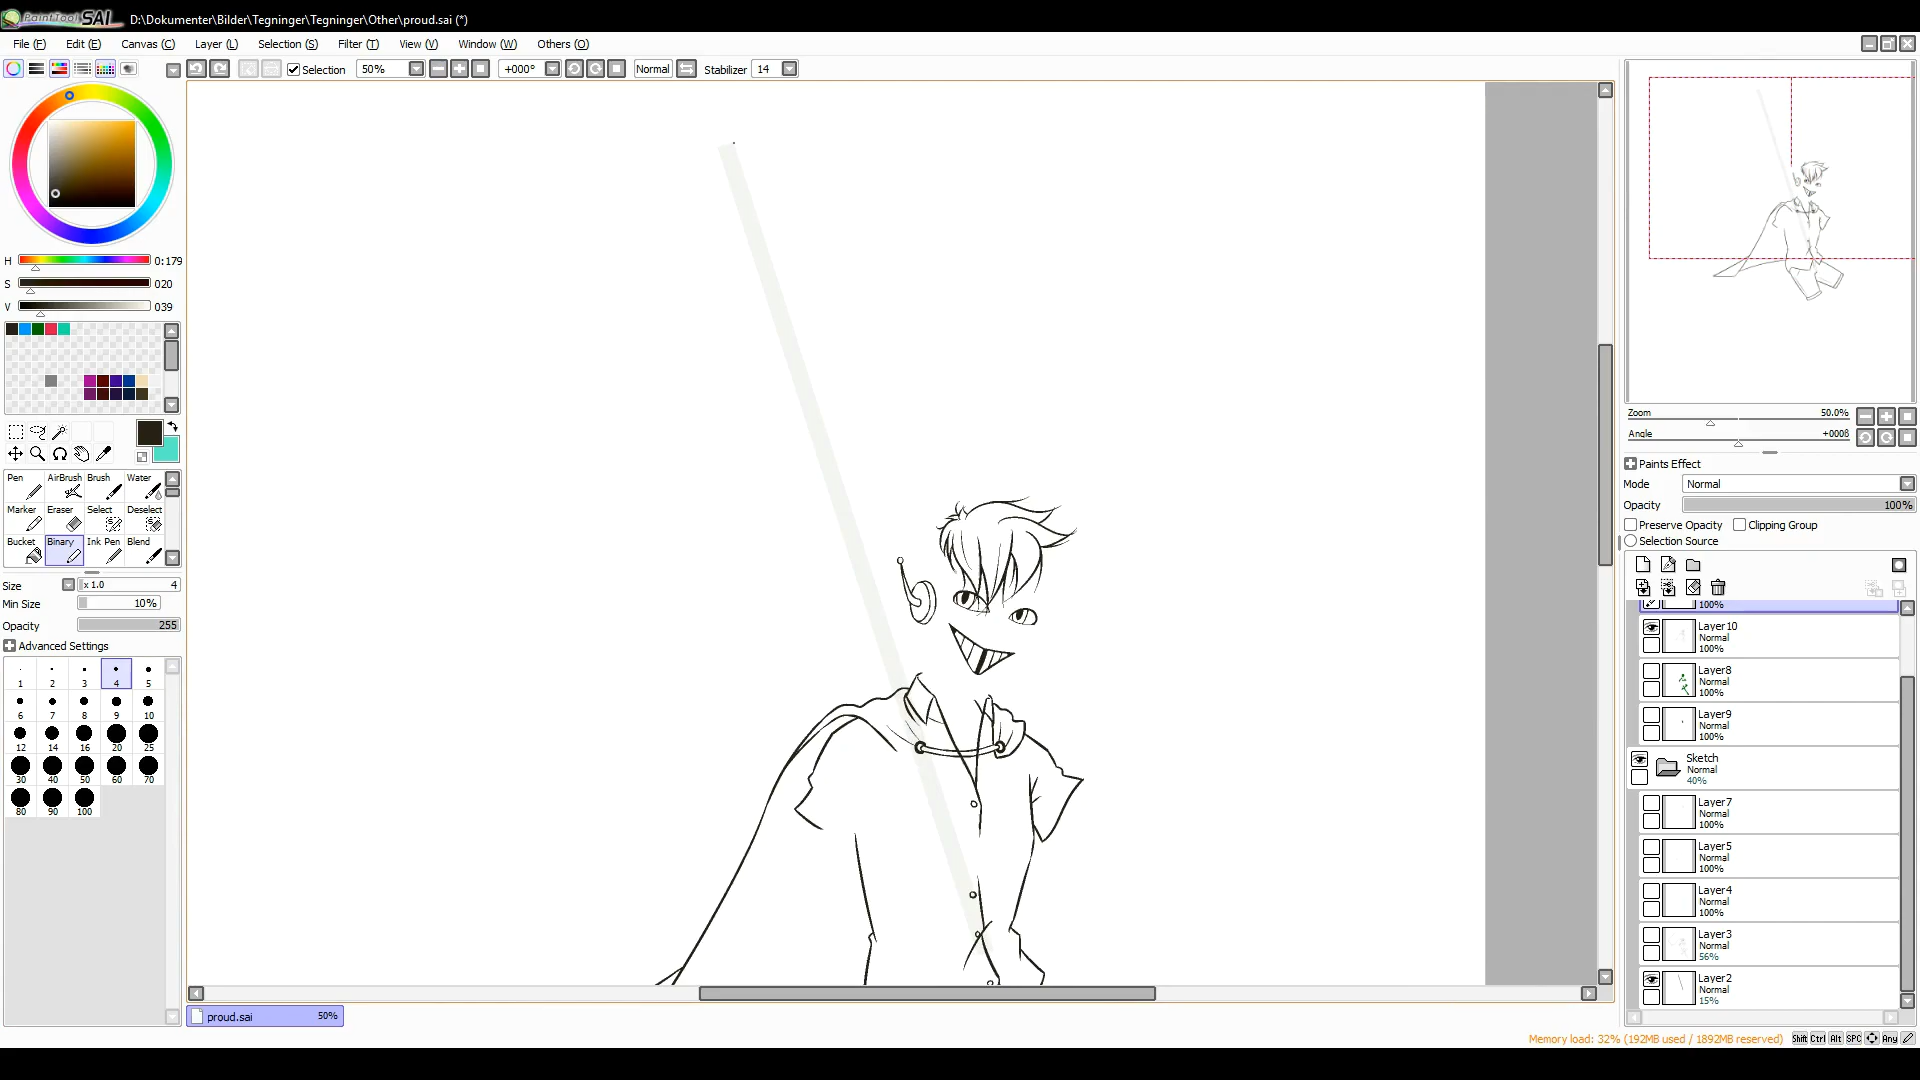 PaintTool SAI D:\Dokumenter\Bilder\Tegninger\Tegninger\Other\proud.sai (*)
File (F) Edit (E) Canvas (C) Layer (L) Selection (S) Filter (T) View (V) Window (W) Others (O)
Selection 50% +000° Normal Stabilizer 14
H 0:179
S 020
V 039
Pen AirBrush Brush Water
Marker Eraser Select Deselect
Bucket Binary Ink Pen Blend
Size x 1.0 4
Min Size 10%
Opacity 255
Advanced Settings
1 2 3 4 5
6 7 8 9 10
12 14 16 20 25
30 40 50 60 70
80 90 100
proud.sai 50%
Zoom 50.0%
Angle +000ß
Paints Effect
Mode Normal
Opacity 100%
Preserve Opacity Clipping Group
Selection Source
100%
Layer10
Normal
100%
Layer8
Normal
100%
Layer9
Normal
100%
Sketch
Normal
40%
Layer7
Normal
100%
Layer5
Normal
100%
Layer4
Normal
100%
Layer3
Normal
56%
Layer2
Normal
15%
Memory load: 32% (192MB used / 1892MB reserved) Shift Ctrl Alt SPC Any